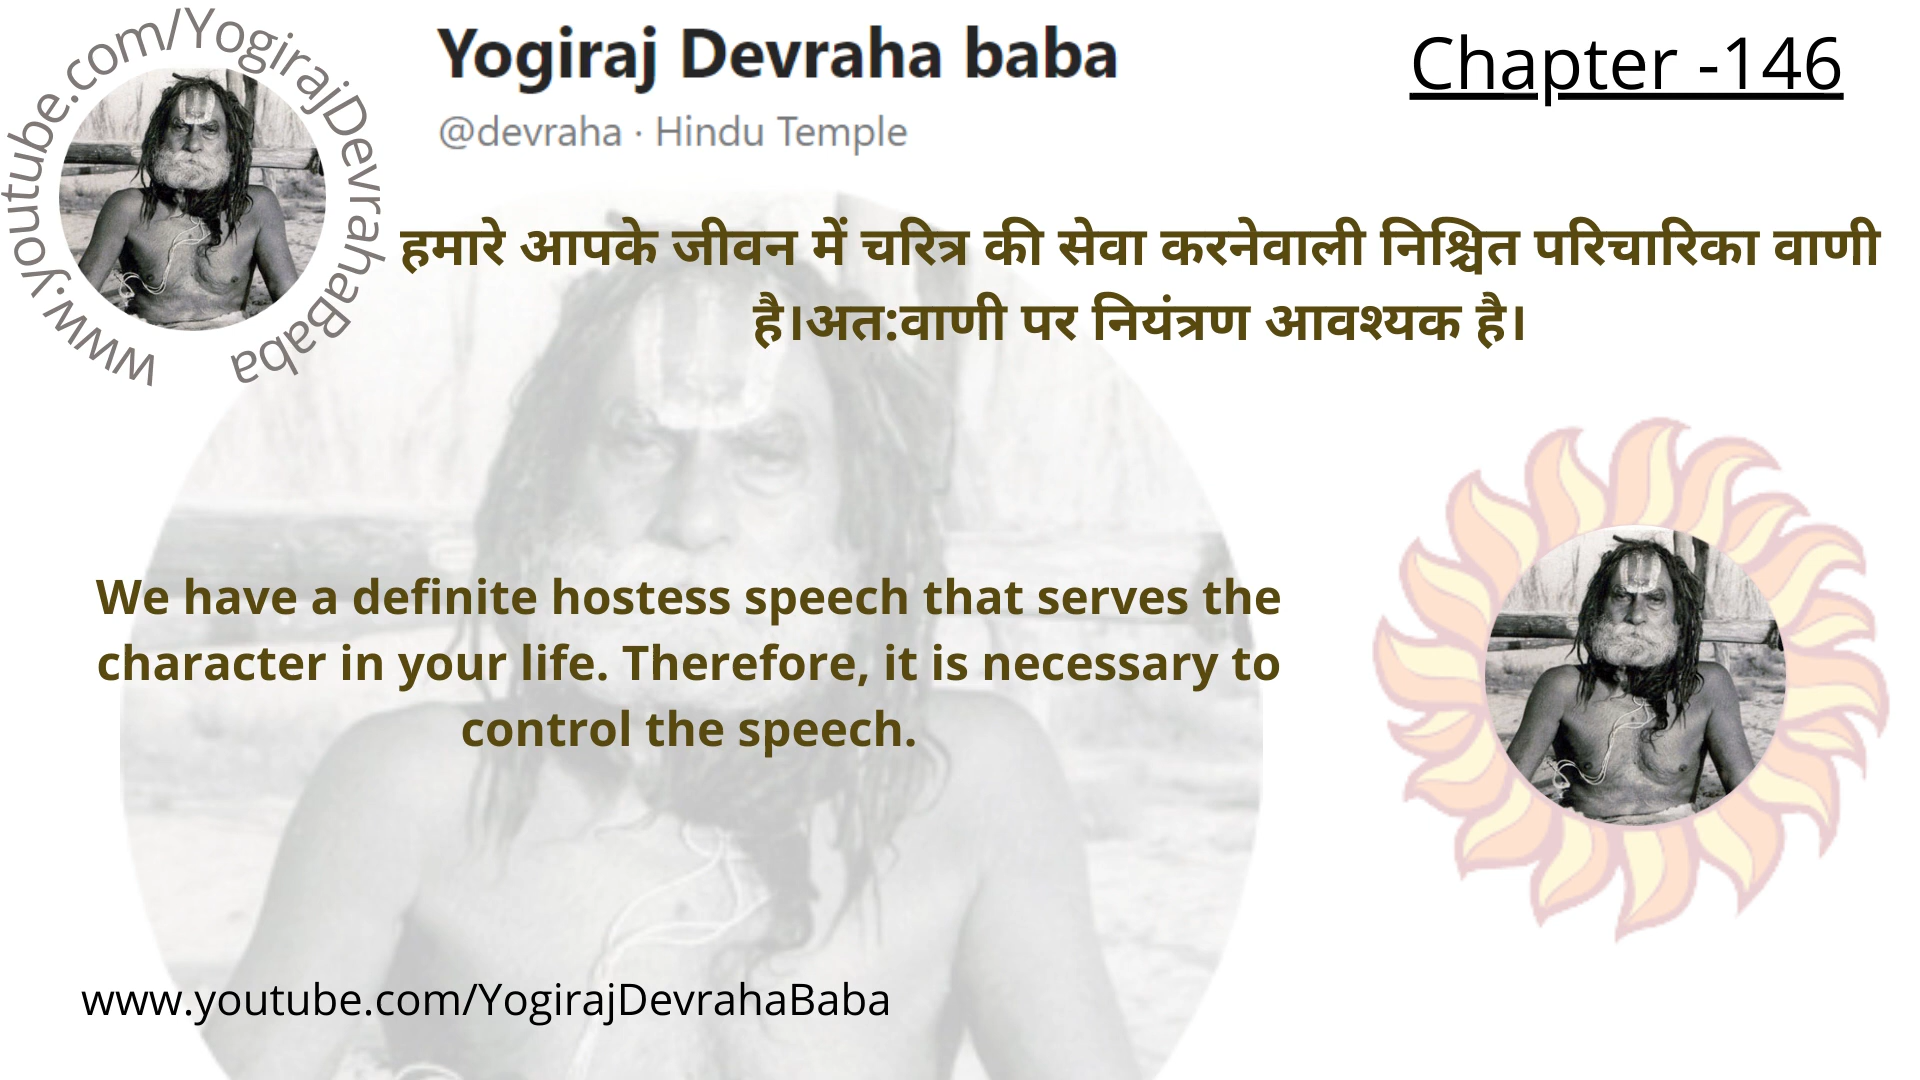 www.youtube.com/YogirajDevrahaBaba
Yogiraj Devraha baba
@devraha · Hindu Temple
Chapter -146
हमारे आपके जीवन में चरित्र की सेवा करनेवाली निश्चित परिचारिका वाणी
है।अत:वाणी पर नियंत्रण आवश्यक है।
We have a definite hostess speech that serves the
character in your life. Therefore, it is necessary to
control the speech.
www.youtube.com/YogirajDevrahaBaba